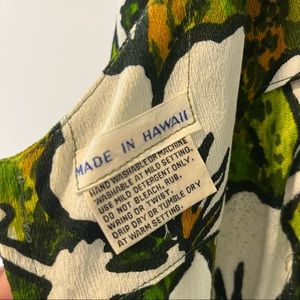 MADE IN HAWAII
HAND WASHABLE OR MACHINE
WASHABLE AT MILD SETTING.
USE MILD DETERGENT ONLY.
DO NOT BLEACH, RUB,
WRING OR TWIST.
DRIP DRY OR TUMBLE DRY
AT WARM SETTING.